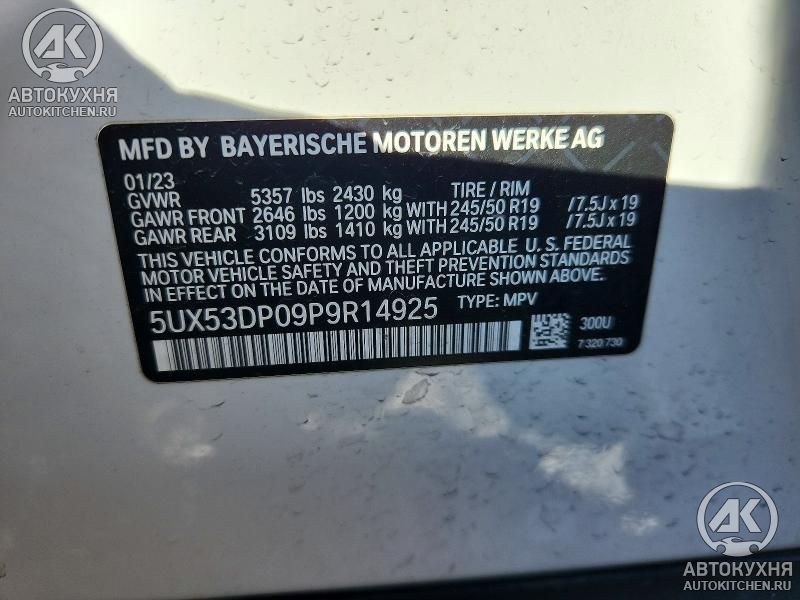 AK
АВТОКУХНЯ
AUTOKITCHEN.RU
MFD BY BAYERISCHE MOTOREN WERKE AG
01/23
GVWR 5357 lbs 2430 kg TIRE / RIM
GAWR FRONT 2646 lbs 1200 kg WITH 245/50 R19 /7.5J x 19
GAWR REAR 3109 lbs 1410 kg WITH 245/50 R19 /7.5J x 19
THIS VEHICLE CONFORMS TO ALL APPLICABLE U. S. FEDERAL
MOTOR VEHICLE SAFETY AND THEFT PREVENTION STANDARDS
IN EFFECT ON THE DATE OF MANUFACTURE SHOWN ABOVE.
5UX53DP09P9R14925 TYPE: MPV
300U
7 320 730
AK
АВТОКУХНЯ
AUTOKITCHEN.RU